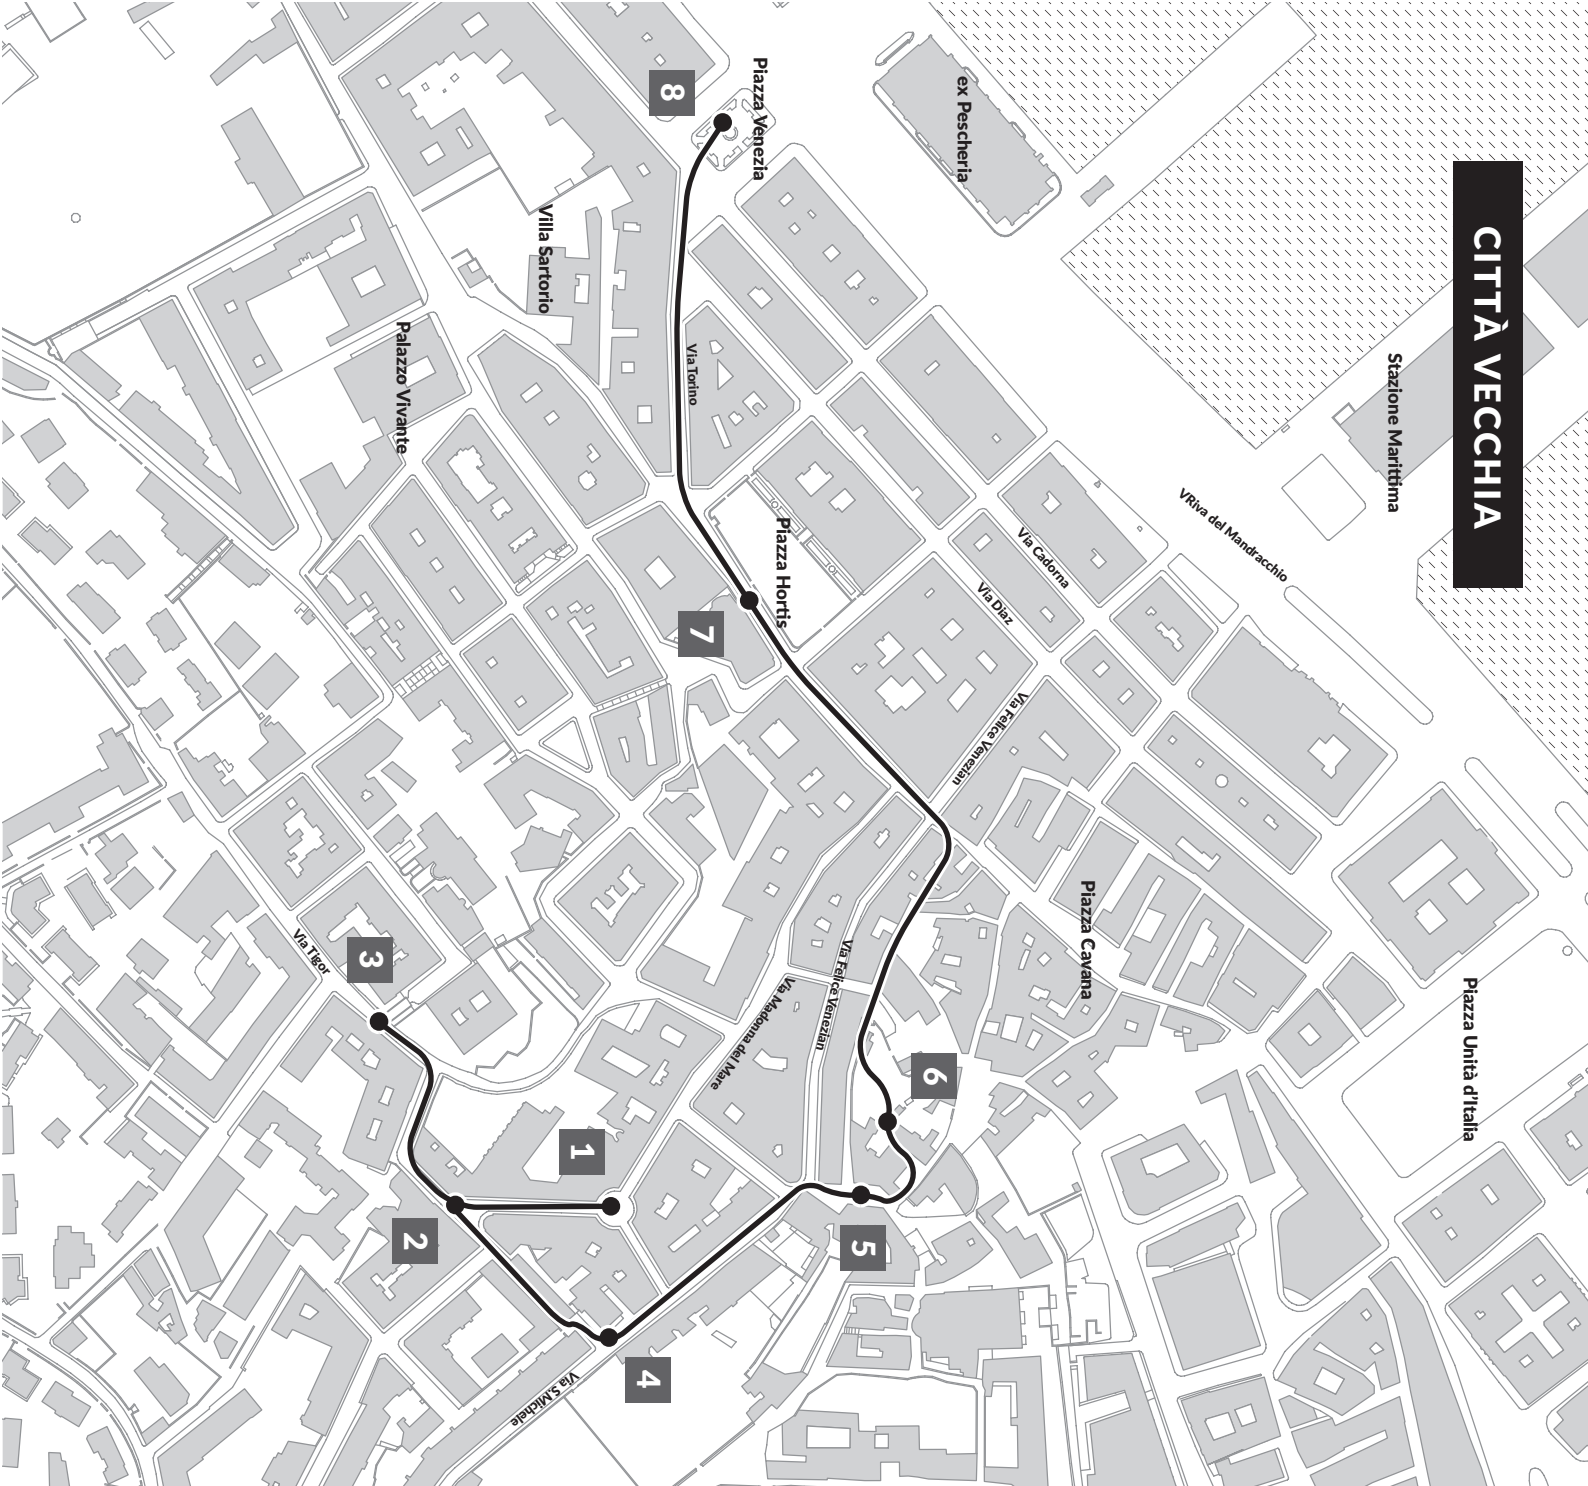 CITTÀ VECCHIA
Stazione Marittima
Piazza Unità d'Italia
VRiva del Mandracchio
ex Pescheria
Piazza Cavana
Via Cadorna
Via Diaz
Via Felice Venezian
Piazza Venezia
Piazza Hortis
Via Torino
Via Felice Venezian
Via Madonna del Mare
Villa Sartorio
Palazzo Vivante
Via Tigor
Via S.Michele
1
2
3
4
5
6
7
8